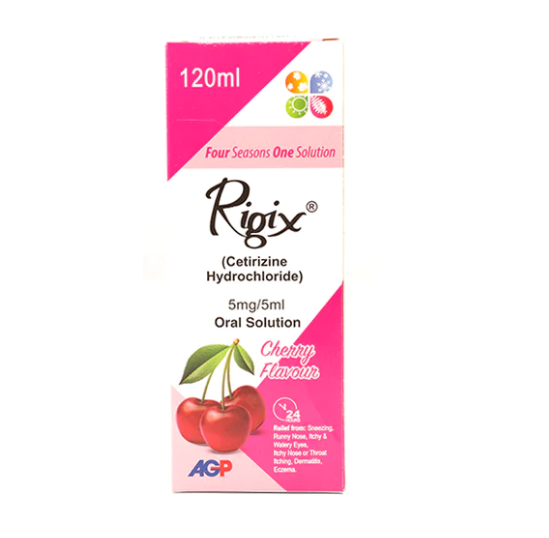 120ml
Four Seasons One Solution
Rigix®
(Cetirizine
Hydrochloride)
5mg/5ml
Oral Solution
Cherry
Flavour
24
HOURS
Relief from: Sneezing,
Runny Nose, Itchy &
Watery Eyes,
Itchy Nose or Throat
Itching, Dermatitis,
Eczema.
AGP